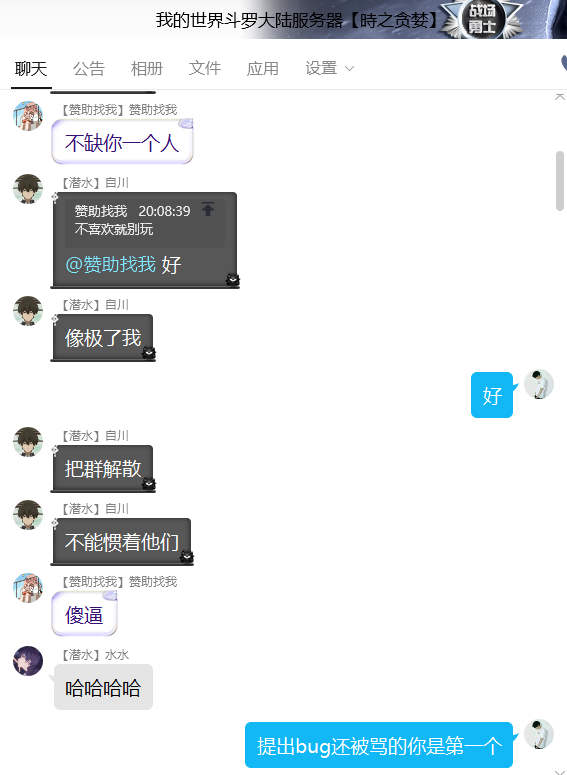 我的世界斗罗大陆服务器【時之贪婪】
战场
勇士
聊天 公告 相册 文件 应用 设置
【赞助找我】赞助找我
不缺你一个人
【潜水】自川
赞助找我 20:08:39
不喜欢就别玩
@赞助找我 好
【潜水】自川
像极了我
好
【潜水】自川
把群解散
【潜水】自川
不能惯着他们
【赞助找我】赞助找我
傻逼
【潜水】水水
哈哈哈哈
提出bug还被骂的你是第一个